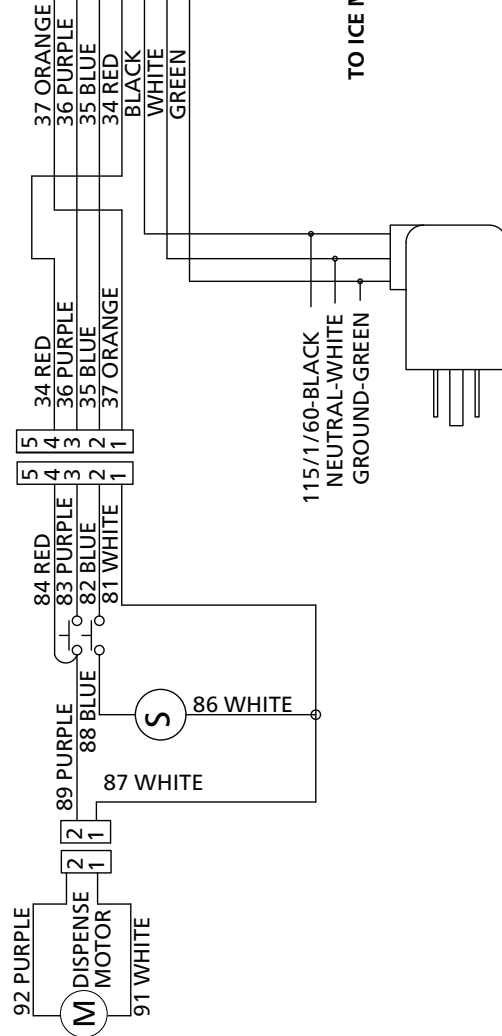 37 ORANGE
36 PURPLE
35 BLUE
34 RED
BLACK
WHITE
GREEN
TO ICE
34 RED
36 PURPLE
35 BLUE
37 ORANGE
5 4 3 2 1
5 4 3 2 1
115/1/60-BLACK
NEUTRAL-WHITE
GROUND-GREEN
84 RED
83 PURPLE
82 BLUE
81 WHITE
89 PURPLE
88 BLUE
S
86 WHITE
87 WHITE
2 1
2 1
92 PURPLE
M
DISPENSE
MOTOR
91 WHITE